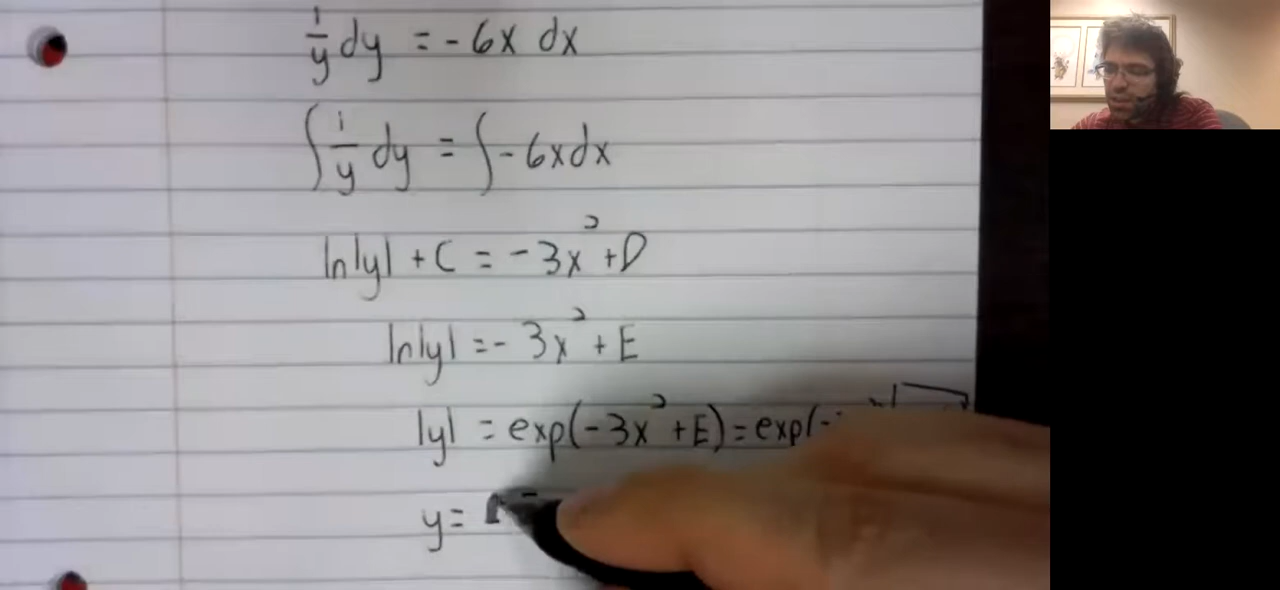 1/y dy = -6x dx
∫ 1/y dy = ∫ -6x dx
ln|y| + C = -3x² + D
ln|y| = -3x² + E
|y| = exp(-3x² + E) = exp(-
y =